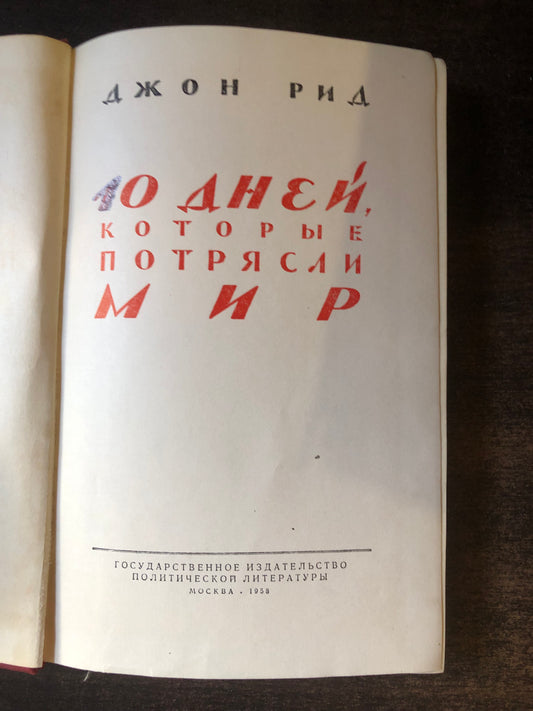 ДЖОН РИД
10 ДНЕЙ,
КОТОРЫЕ
ПОТРЯСЛИ
МИР
ГОСУДАРСТВЕННОЕ ИЗДАТЕЛЬСТВО
ПОЛИТИЧЕСКОЙ ЛИТЕРАТУРЫ
МОСКВА • 1958